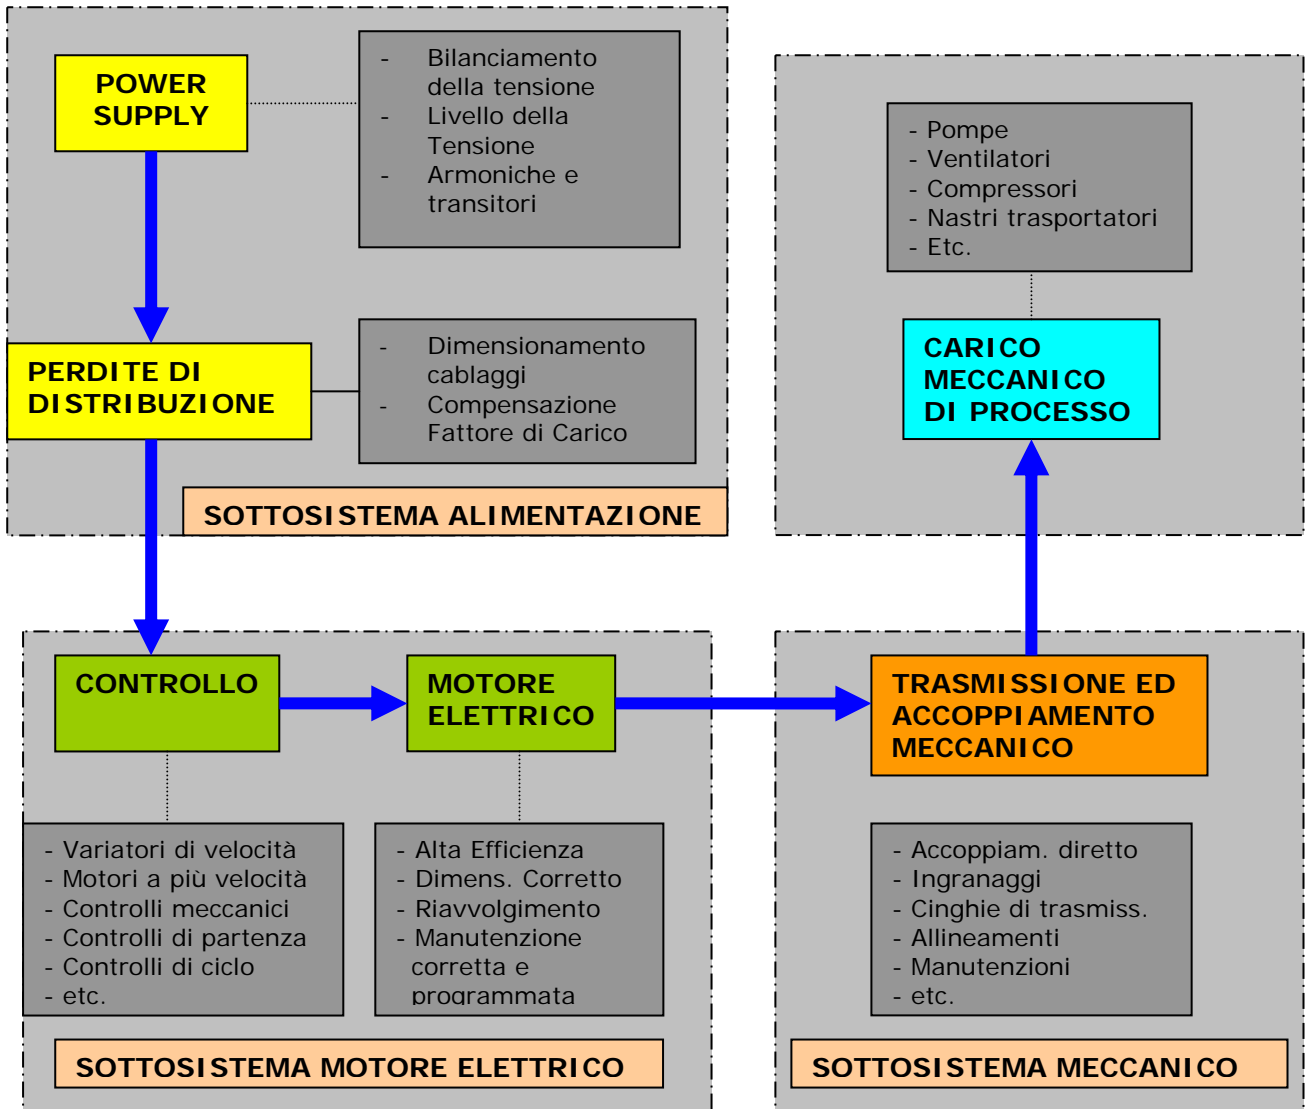 POWER
SUPPLY
- Bilanciamento
della tensione
- Livello della
Tensione
- Armoniche e
transitori
PERDITE DI
DISTRIBUZIONE
- Dimensionamento
cablaggi
- Compensazione
Fattore di Carico
SOTTOSISTEMA ALIMENTAZIONE
- Pompe
- Ventilatori
- Compressori
- Nastri trasportatori
- Etc.
CARICO
MECCANICO
DI PROCESSO
CONTROLLO
MOTORE
ELETTRICO
- Variatori di velocità
- Motori a più velocità
- Controlli meccanici
- Controlli di partenza
- Controlli di ciclo
- etc.
- Alta Efficienza
- Dimens. Corretto
- Riavvolgimento
- Manutenzione
corretta e
programmata
SOTTOSISTEMA MOTORE ELETTRICO
TRASMISSIONE ED
ACCOPPIAMENTO
MECCANICO
- Accoppiam. diretto
- Ingranaggi
- Cinghie di trasmiss.
- Allineamenti
- Manutenzioni
- etc.
SOTTOSISTEMA MECCANICO